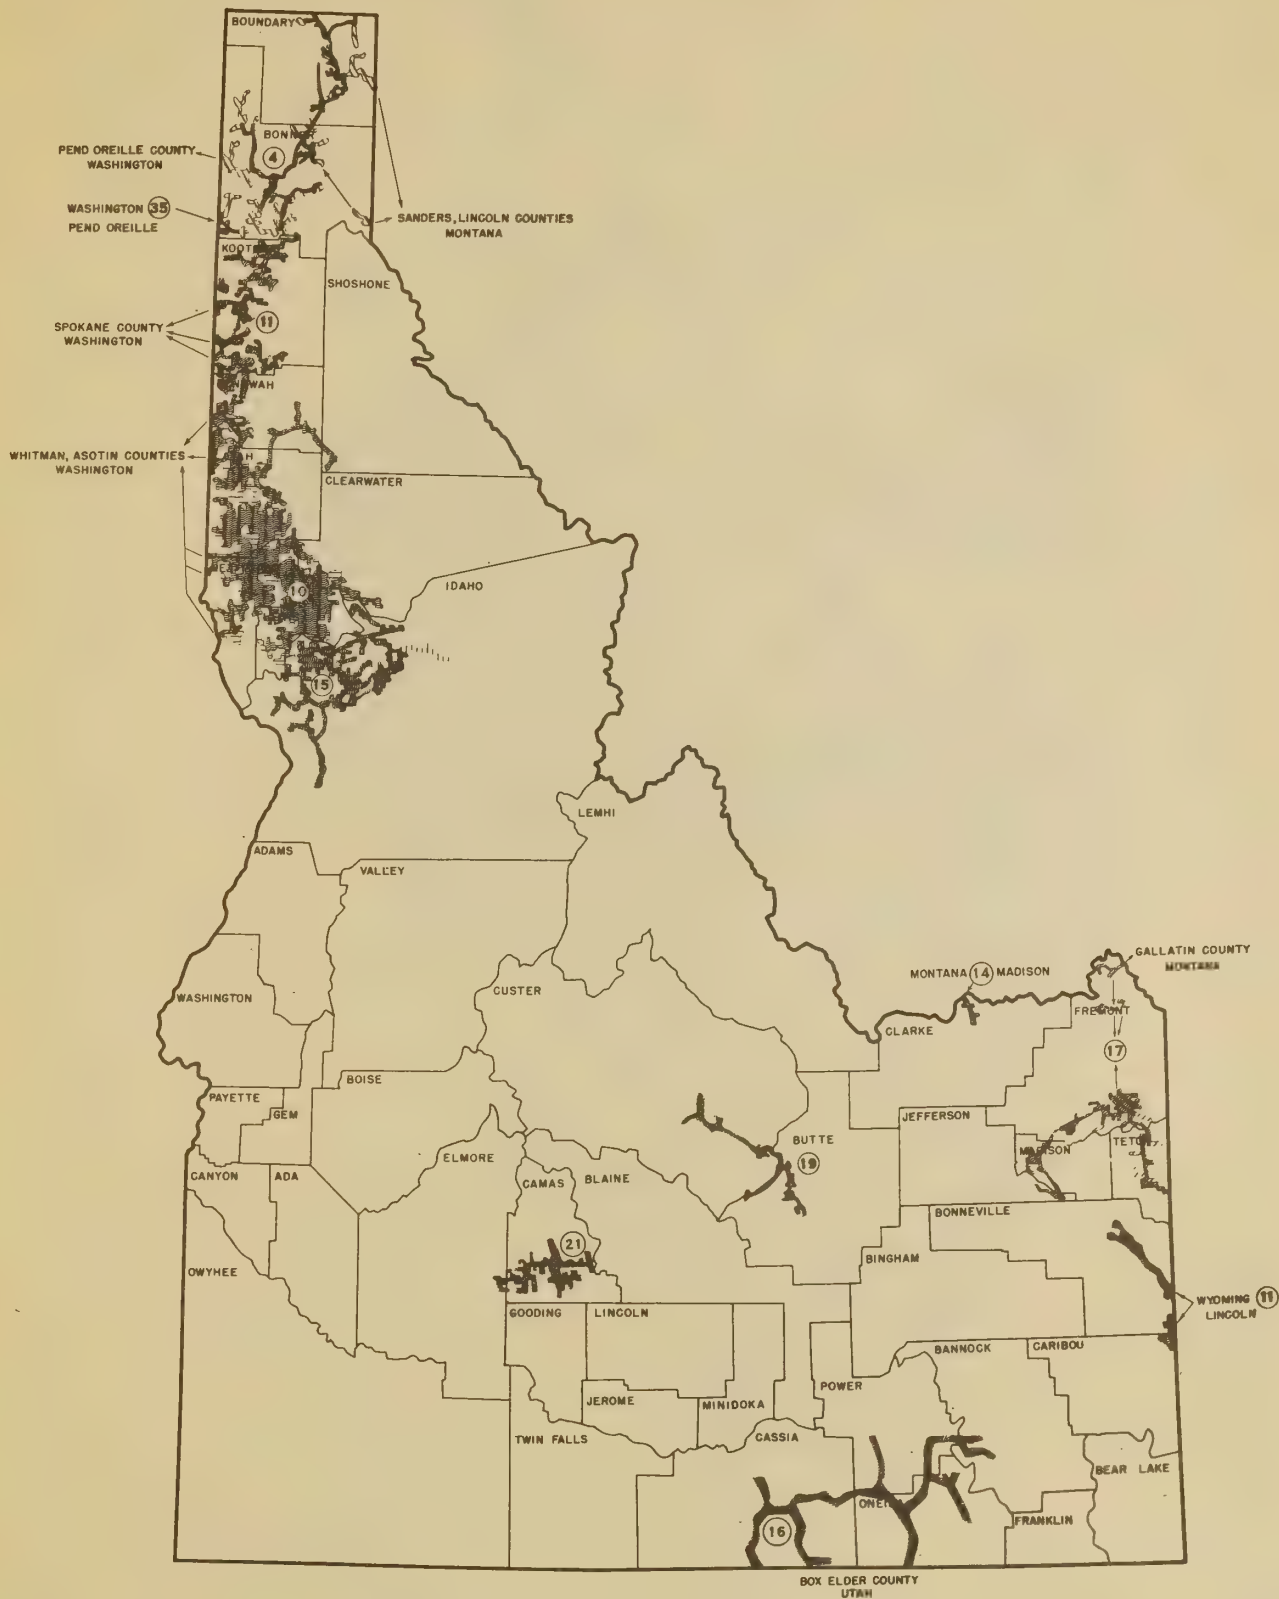 BOUNDARY
BONNER
4
PEND OREILLE COUNTY
WASHINGTON
WASHINGTON 35
PEND OREILLE
SANDERS, LINCOLN COUNTIES
MONTANA
SHOSHONE
11
SPOKANE COUNTY
WASHINGTON
WHITMAN, ASOTIN COUNTIES
WASHINGTON
CLEARWATER
IDAHO
10
15
LEMHI
ADAMS
VALLEY
GALLATIN COUNTY
MONTANA
MONTANA 14 MADISON
CUSTER
WASHINGTON
FREMONT
CLARKE
17
BOISE
PAYETTE
GEM
JEFFERSON
BUTTE
MADISON
TETON
19
ELMORE
CANYON
ADA
CAMAS
BLAINE
BONNEVILLE
21
BINGHAM
OWYHEE
WYOMING 11
LINCOLN
GOODING
LINCOLN
BANNOCK
CARIBOU
POWER
JEROME
MINIDOKA
TWIN FALLS
CASSIA
BEAR LAKE
ONEIDA
16
FRANKLIN
BOX ELDER COUNTY
UTAH